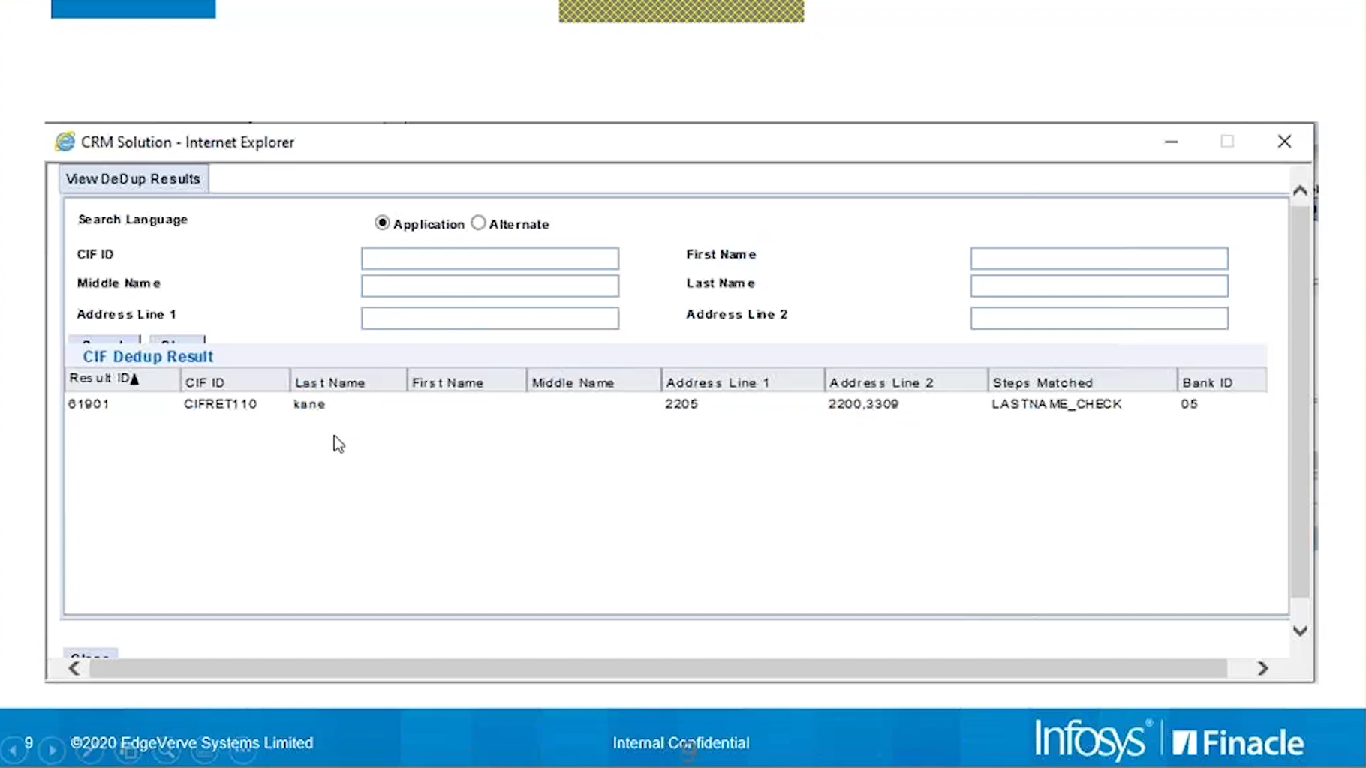 CRM Solution - Internet Explorer
View DeDup Results
Search Language Application Alternate
CIF ID First Name
Middle Name Last Name
Address Line 1 Address Line 2
CIF Dedup Result
Result ID CIF ID Last Name First Name Middle Name Address Line 1 Address Line 2 Steps Matched Bank ID
61901 CIFRET110 kane 2205 2200,3309 LASTNAME_CHECK 05
9 ©2020 EdgeVerve Systems Limited Internal Confidential Infosys® Finacle